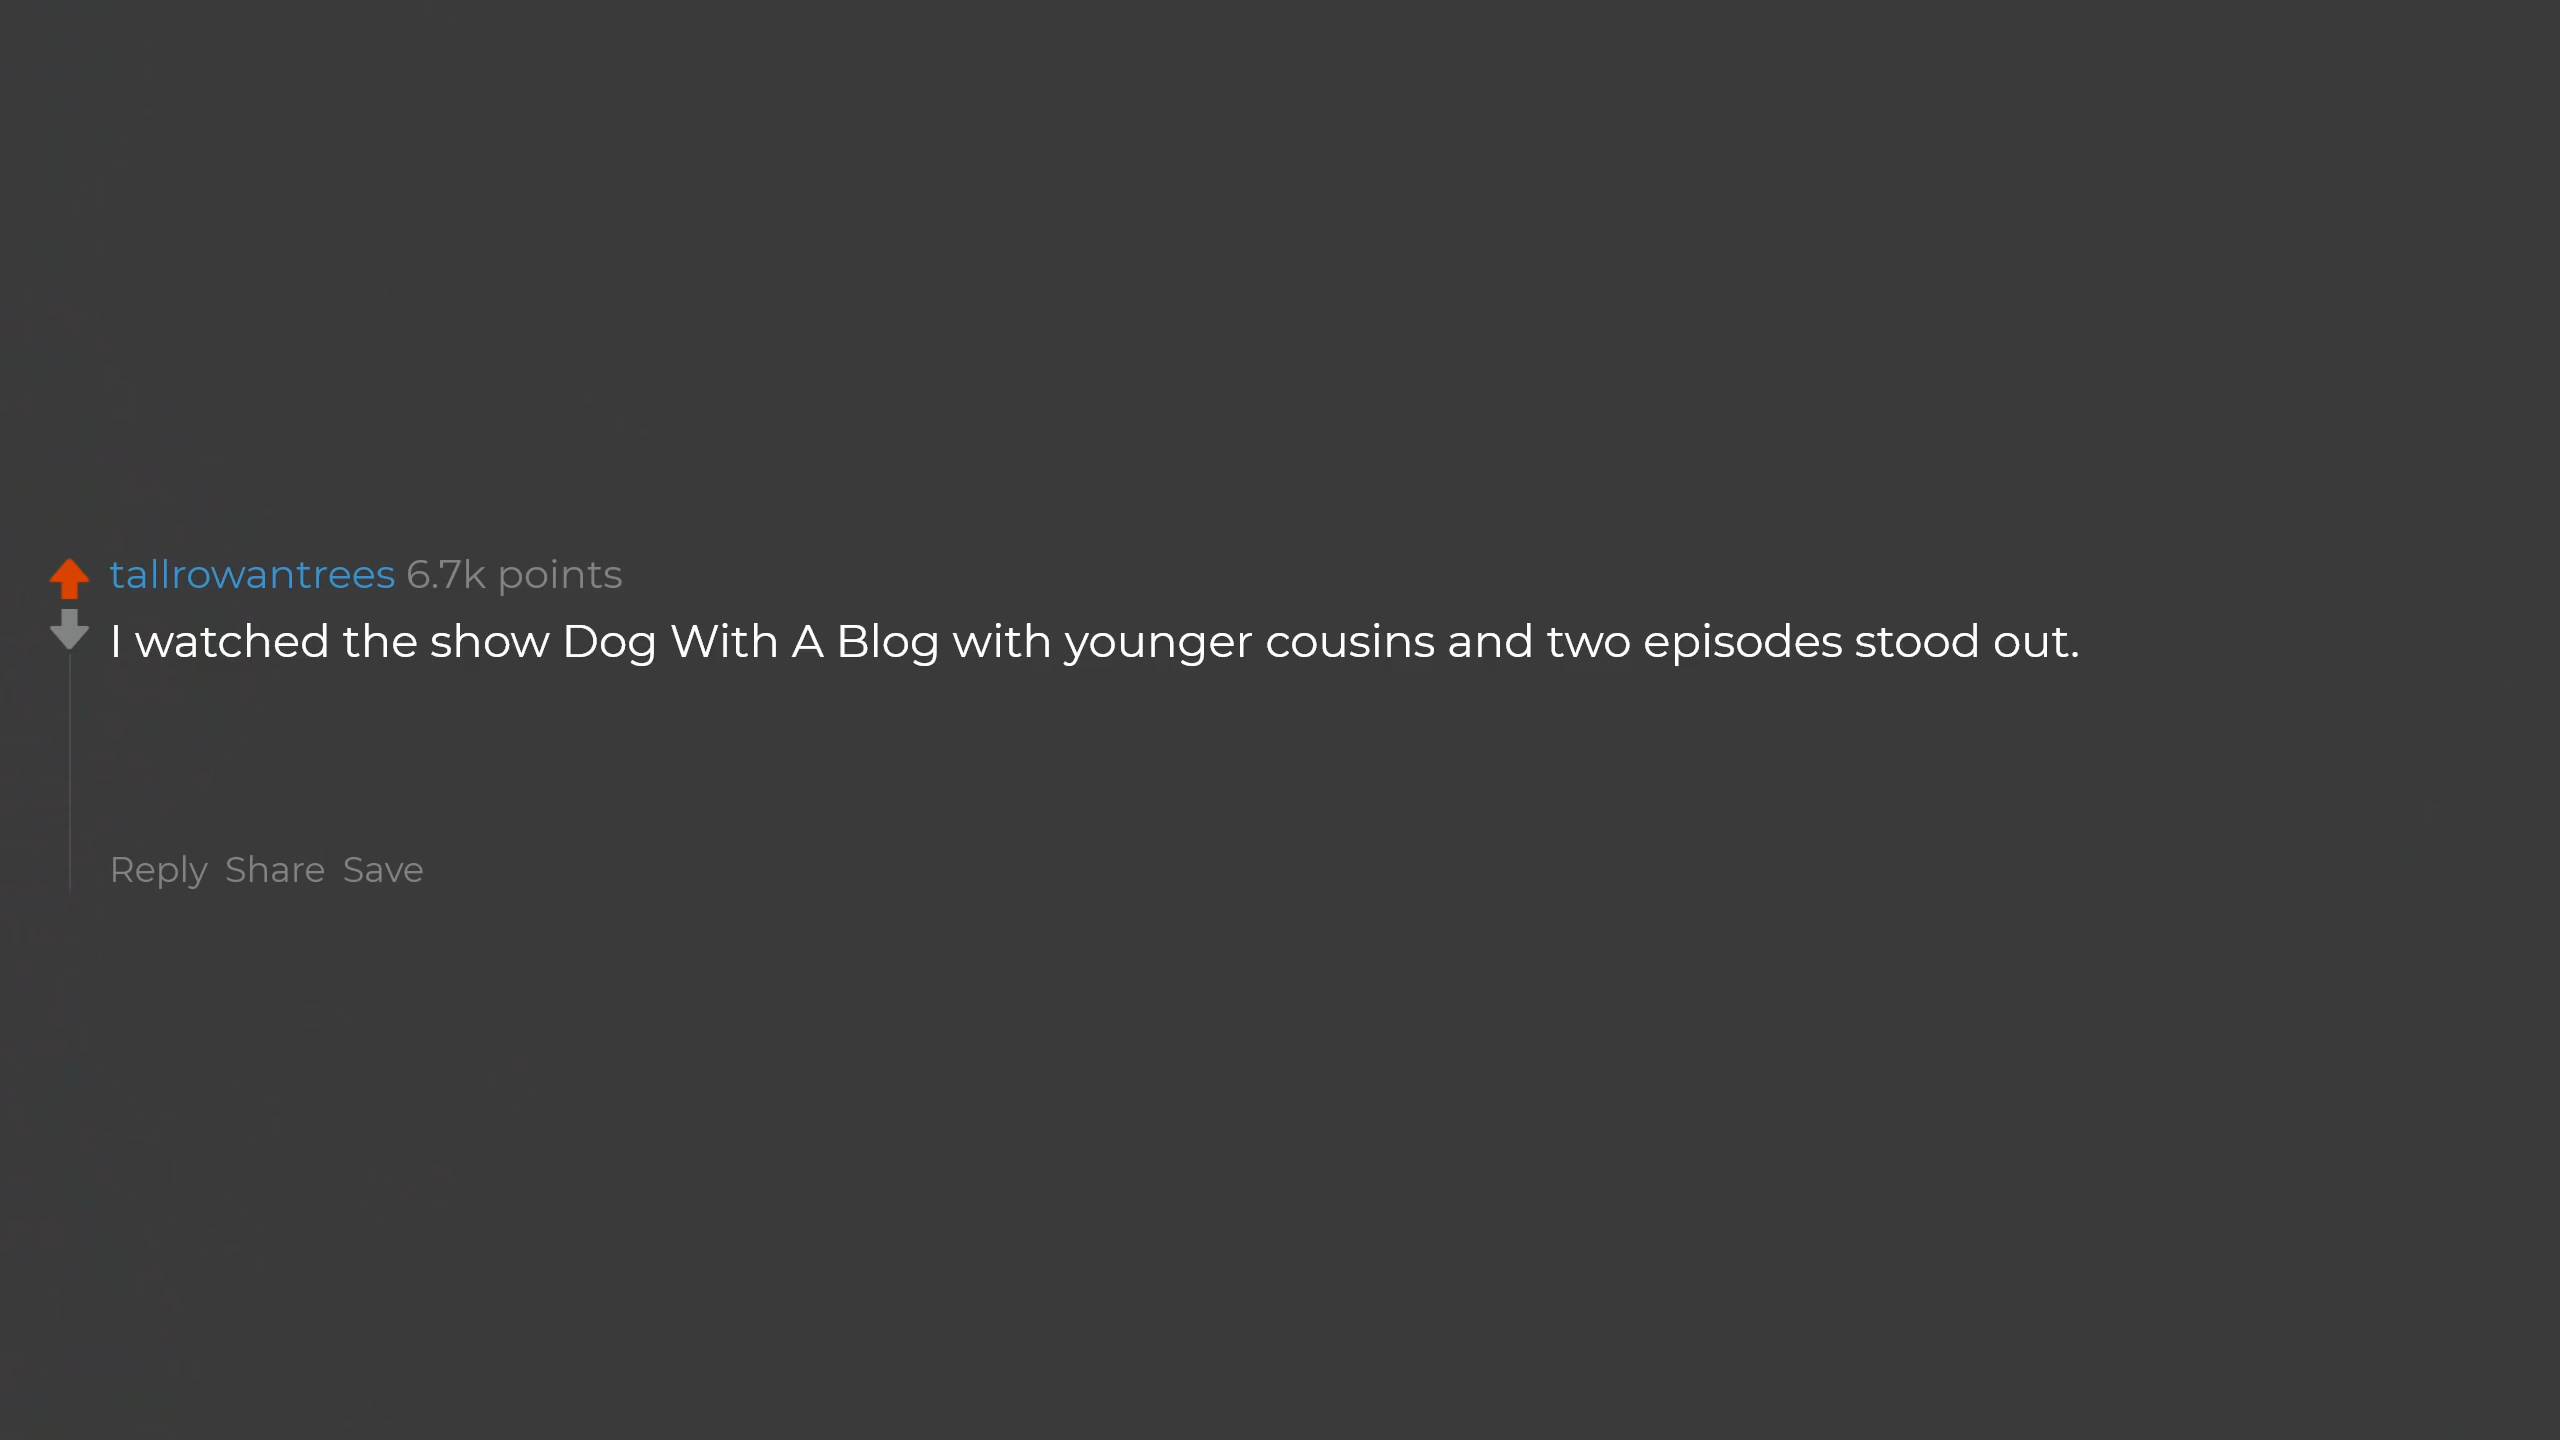 tallrowantrees 6.7k points
I watched the show Dog With A Blog with younger cousins and two episodes stood out.
Reply Share Save